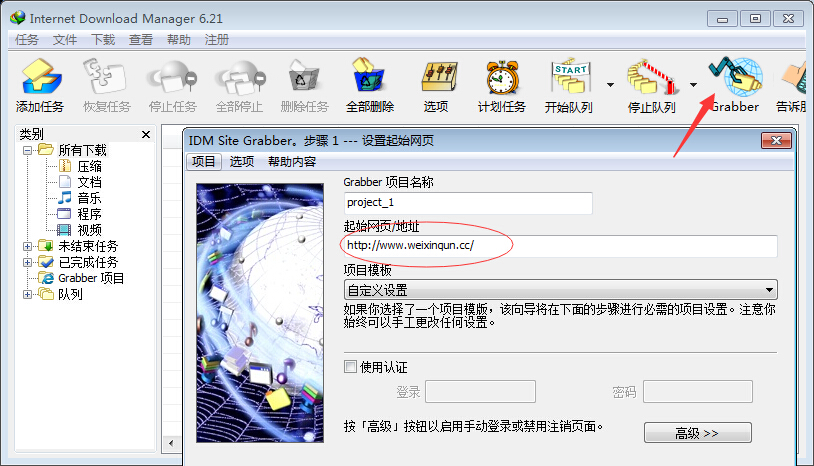 Internet Download Manager 6.21
任务 文件 下载 查看 帮助 注册
添加任务 恢复任务 停止任务 全部停止 删除任务 全部删除 选项 计划任务 START 开始队列 停止队列 Grabber 告诉朋
类别
所有下载
压缩
文档
音乐
程序
视频
未结束任务
已完成任务
Grabber 项目
队列
IDM Site Grabber。步骤 1 --- 设置起始网页
项目 选项 帮助内容
Grabber 项目名称
project_1
起始网页/地址
http://www.weixinqun.cc/
项目模板
自定义设置
如果你选择了一个项目模版，该向导将在下面的步骤进行必需的项目设置。注意你
始终可以手工更改任何设置。
使用认证
登录 密码
按「高级」按钮以启用手动登录或禁用注销页面。
高级 >>